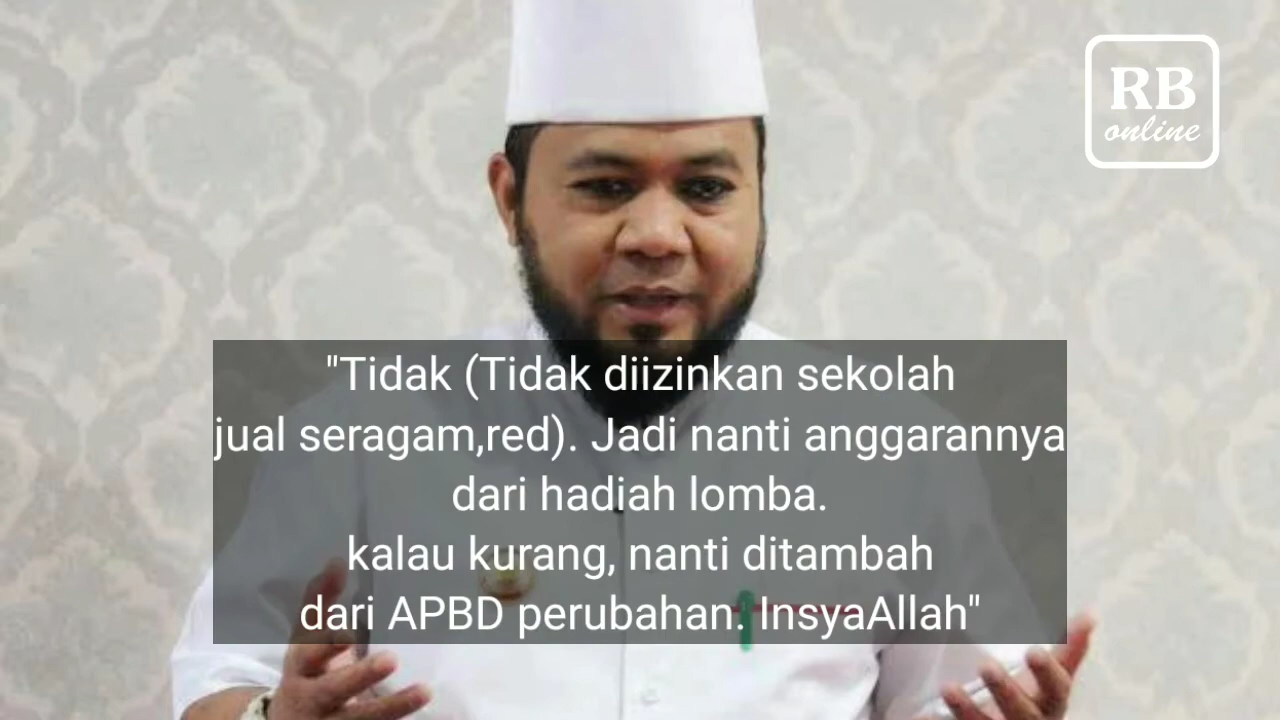 RB
online
"Tidak (Tidak diizinkan sekolah
jual seragam,red). Jadi nanti anggarannya
dari hadiah lomba.
kalau kurang, nanti ditambah
dari APBD perubahan. InsyaAllah"